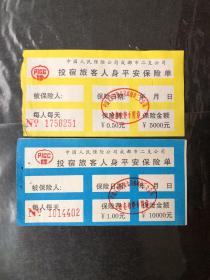 PICC
中国人民保险公司成都市二支公司
投宿旅客人身平安保险单
被保险人:
保险日期 年 月 日
每人每天
保险费 保险金额
¥0.50元 ¥5000元
No 1750251
PICC
中国人民保险公司成都市二支公司
投宿旅客人身平安保险单
被保险人:
保险日期 年 月 日
每人每天
保险费 保险金额
¥1.00元 ¥10000元
No 1014402